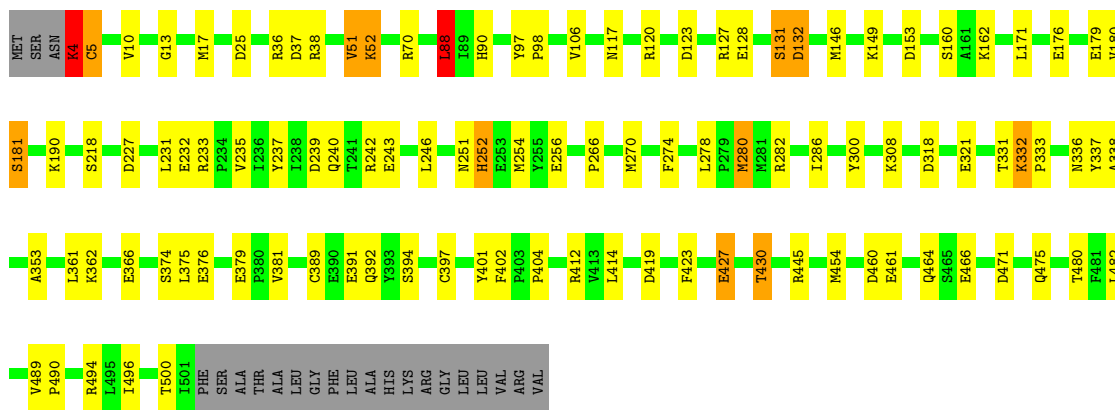 MET SER ASN K4 C5 V10 G13 M17 D25 R36 D37 R38 V51 K52 R70 L88 I89 H90 Y97 P98 V106 N117 R120 D123 R127 E128 S131 D132 M146 K149 D153 S160 A161 K162 L171 E176 E179
S181 K190 S218 D227 L231 E232 R233 P234 V235 I236 Y237 I238 D239 Q240 T241 R242 E243 L246 N251 H252 E253 M254 Y255 E256 P266 M270 F274 L278 P279 M280 M281 R282 I286 Y300 K308 D318 E321 T331 K332 P333 N336 Y337
A353 L361 K362 E366 S374 L375 E376 E379 P380 V381 C389 E390 E391 Q392 Y393 S394 C397 Y401 F402 P403 P404 R412 V413 L414 D419 F423 E427 T430 R445 M454 D460 E461 Q464 S465 E466 D471 Q475 T480 F481
V489 P490 R494 L495 I496 T500 I501 PHE SER ALA THR ALA LEU GLY PHE LEU ALA HIS LYS ARG GLY LEU LEU VAL ARG VAL